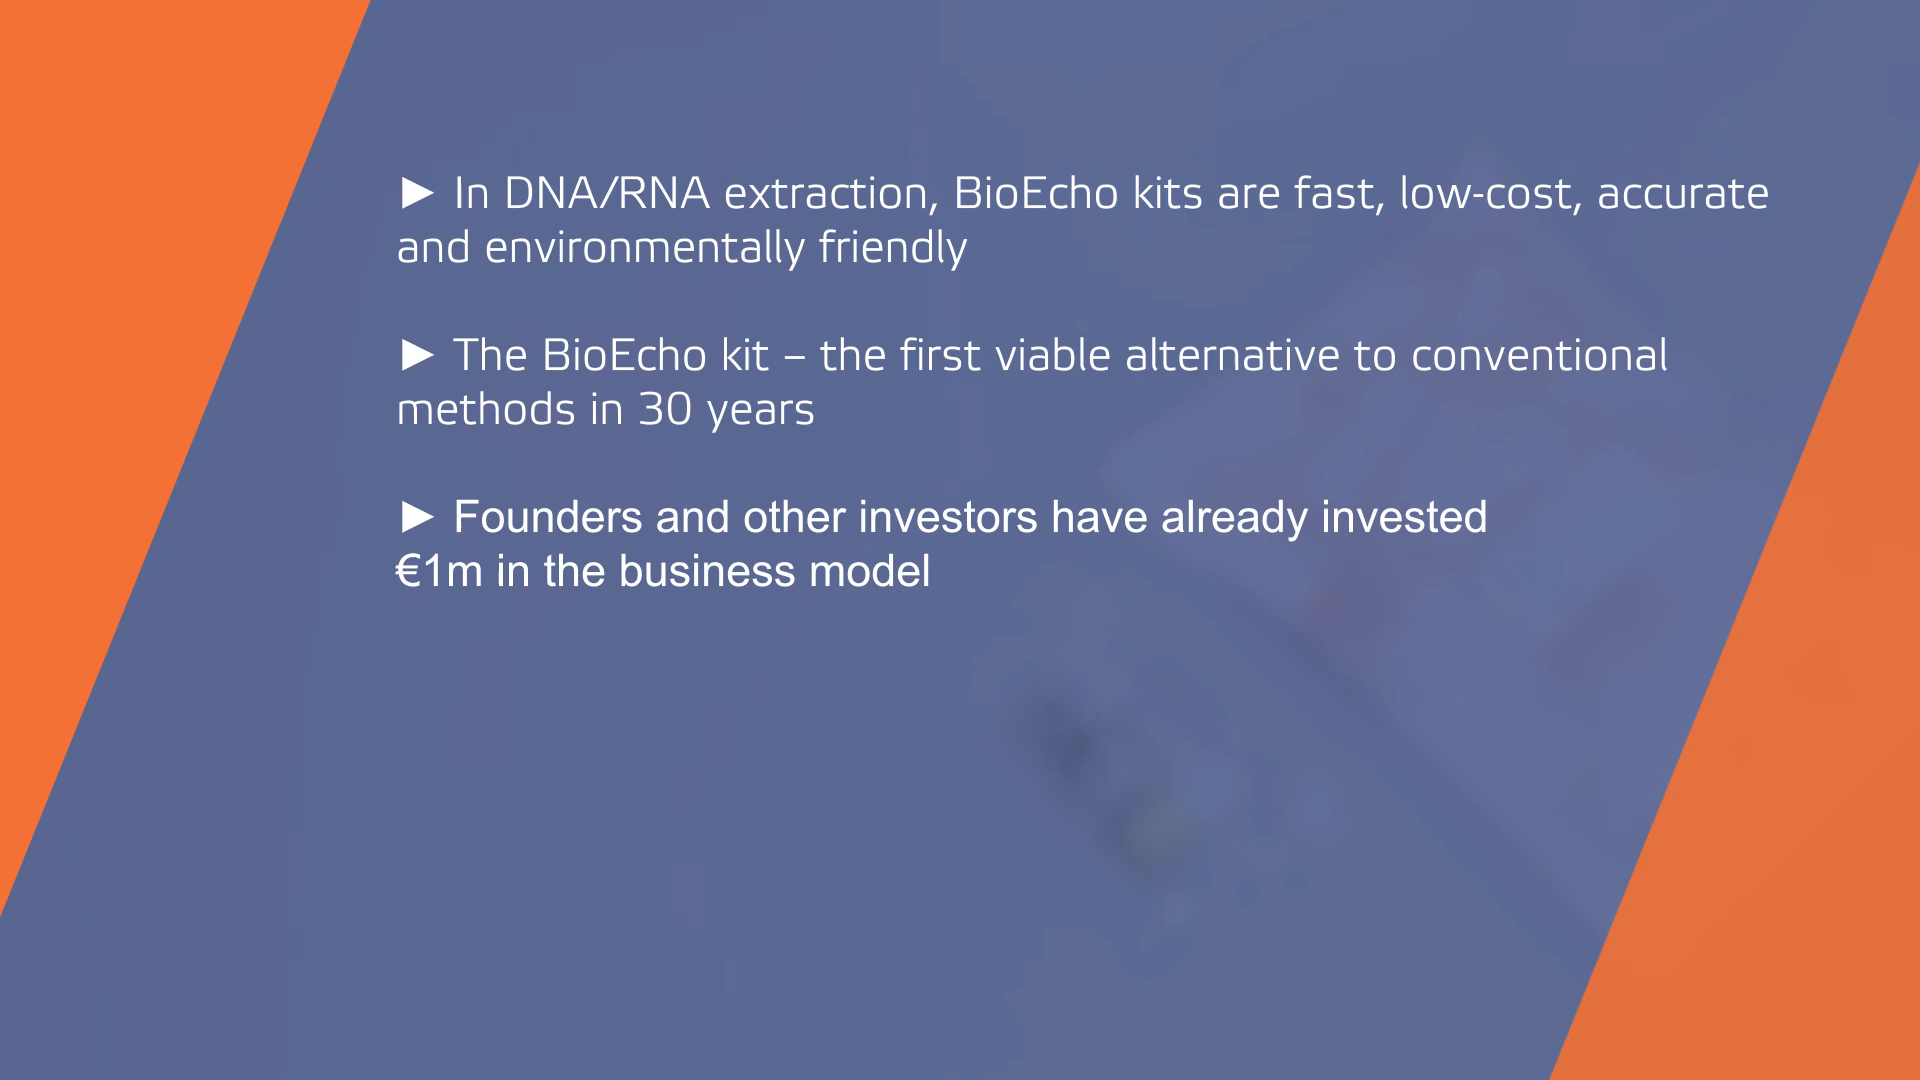 ► In DNA/RNA extraction, BioEcho kits are fast, low-cost, accurate
and environmentally friendly
► The BioEcho kit – the first viable alternative to conventional
methods in 30 years
► Founders and other investors have already invested
€1m in the business model